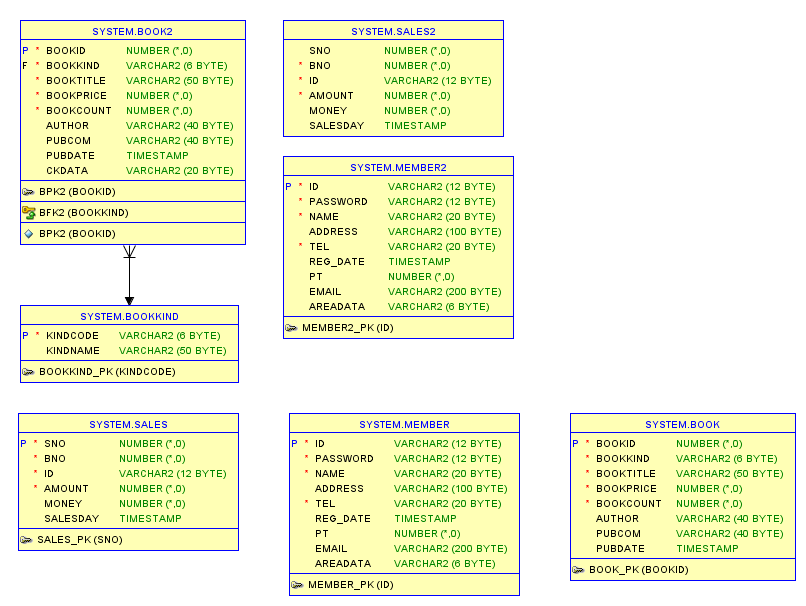 SYSTEM.BOOK2
P * BOOKID NUMBER (*,0)
F * BOOKKIND VARCHAR2 (6 BYTE)
* BOOKTITLE VARCHAR2 (50 BYTE)
* BOOKPRICE NUMBER (*,0)
* BOOKCOUNT NUMBER (*,0)
AUTHOR VARCHAR2 (40 BYTE)
PUBCOM VARCHAR2 (40 BYTE)
PUBDATE TIMESTAMP
CKDATA VARCHAR2 (20 BYTE)
BPK2 (BOOKID)
BFK2 (BOOKKIND)
BPK2 (BOOKID)
SYSTEM.SALES2
SNO NUMBER (*,0)
* BNO NUMBER (*,0)
* ID VARCHAR2 (12 BYTE)
* AMOUNT NUMBER (*,0)
MONEY NUMBER (*,0)
SALESDAY TIMESTAMP
SYSTEM.MEMBER2
P * ID VARCHAR2 (12 BYTE)
* PASSWORD VARCHAR2 (12 BYTE)
* NAME VARCHAR2 (20 BYTE)
ADDRESS VARCHAR2 (100 BYTE)
* TEL VARCHAR2 (20 BYTE)
REG_DATE TIMESTAMP
PT NUMBER (*,0)
EMAIL VARCHAR2 (200 BYTE)
AREADATA VARCHAR2 (6 BYTE)
MEMBER2_PK (ID)
SYSTEM.BOOKKIND
P * KINDCODE VARCHAR2 (6 BYTE)
KINDNAME VARCHAR2 (50 BYTE)
BOOKKIND_PK (KINDCODE)
SYSTEM.SALES
P * SNO NUMBER (*,0)
* BNO NUMBER (*,0)
* ID VARCHAR2 (12 BYTE)
* AMOUNT NUMBER (*,0)
MONEY NUMBER (*,0)
SALESDAY TIMESTAMP
SALES_PK (SNO)
SYSTEM.MEMBER
P * ID VARCHAR2 (12 BYTE)
* PASSWORD VARCHAR2 (12 BYTE)
* NAME VARCHAR2 (20 BYTE)
ADDRESS VARCHAR2 (100 BYTE)
* TEL VARCHAR2 (20 BYTE)
REG_DATE TIMESTAMP
PT NUMBER (*,0)
EMAIL VARCHAR2 (200 BYTE)
AREADATA VARCHAR2 (6 BYTE)
MEMBER_PK (ID)
SYSTEM.BOOK
P * BOOKID NUMBER (*,0)
* BOOKKIND VARCHAR2 (6 BYTE)
* BOOKTITLE VARCHAR2 (50 BYTE)
* BOOKPRICE NUMBER (*,0)
* BOOKCOUNT NUMBER (*,0)
AUTHOR VARCHAR2 (40 BYTE)
PUBCOM VARCHAR2 (40 BYTE)
PUBDATE TIMESTAMP
BOOK_PK (BOOKID)